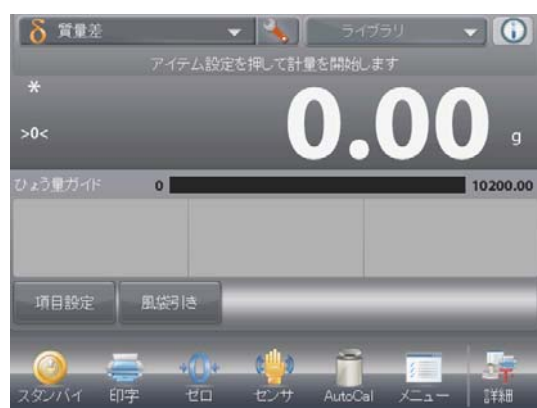 δ 質量差 ライブラリ
アイテム設定を押して計量を開始します
*
>0< 0.00 g
ひょう量ガイド 0 10200.00
項目設定 風袋引き
→0← 
スタンバイ 印字 ゼロ センサ AutoCal メニュー 詳細